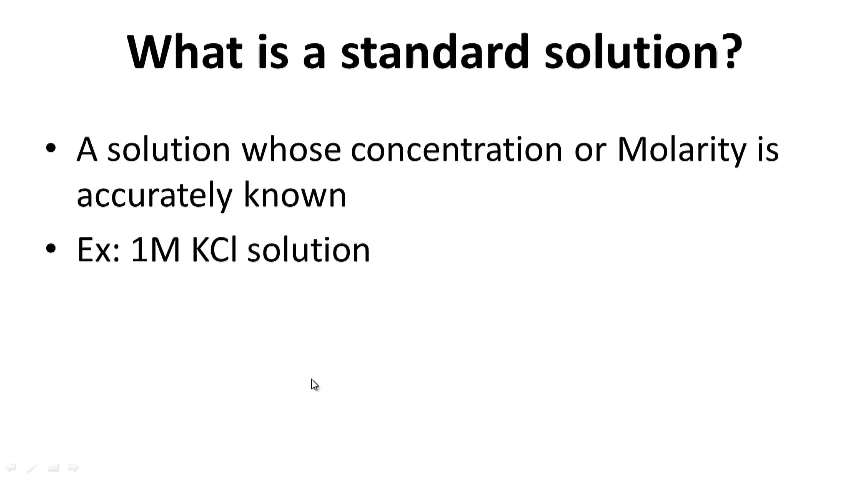 What is a standard solution?
• A solution whose concentration or Molarity is
accurately known
• Ex: 1M KCl solution